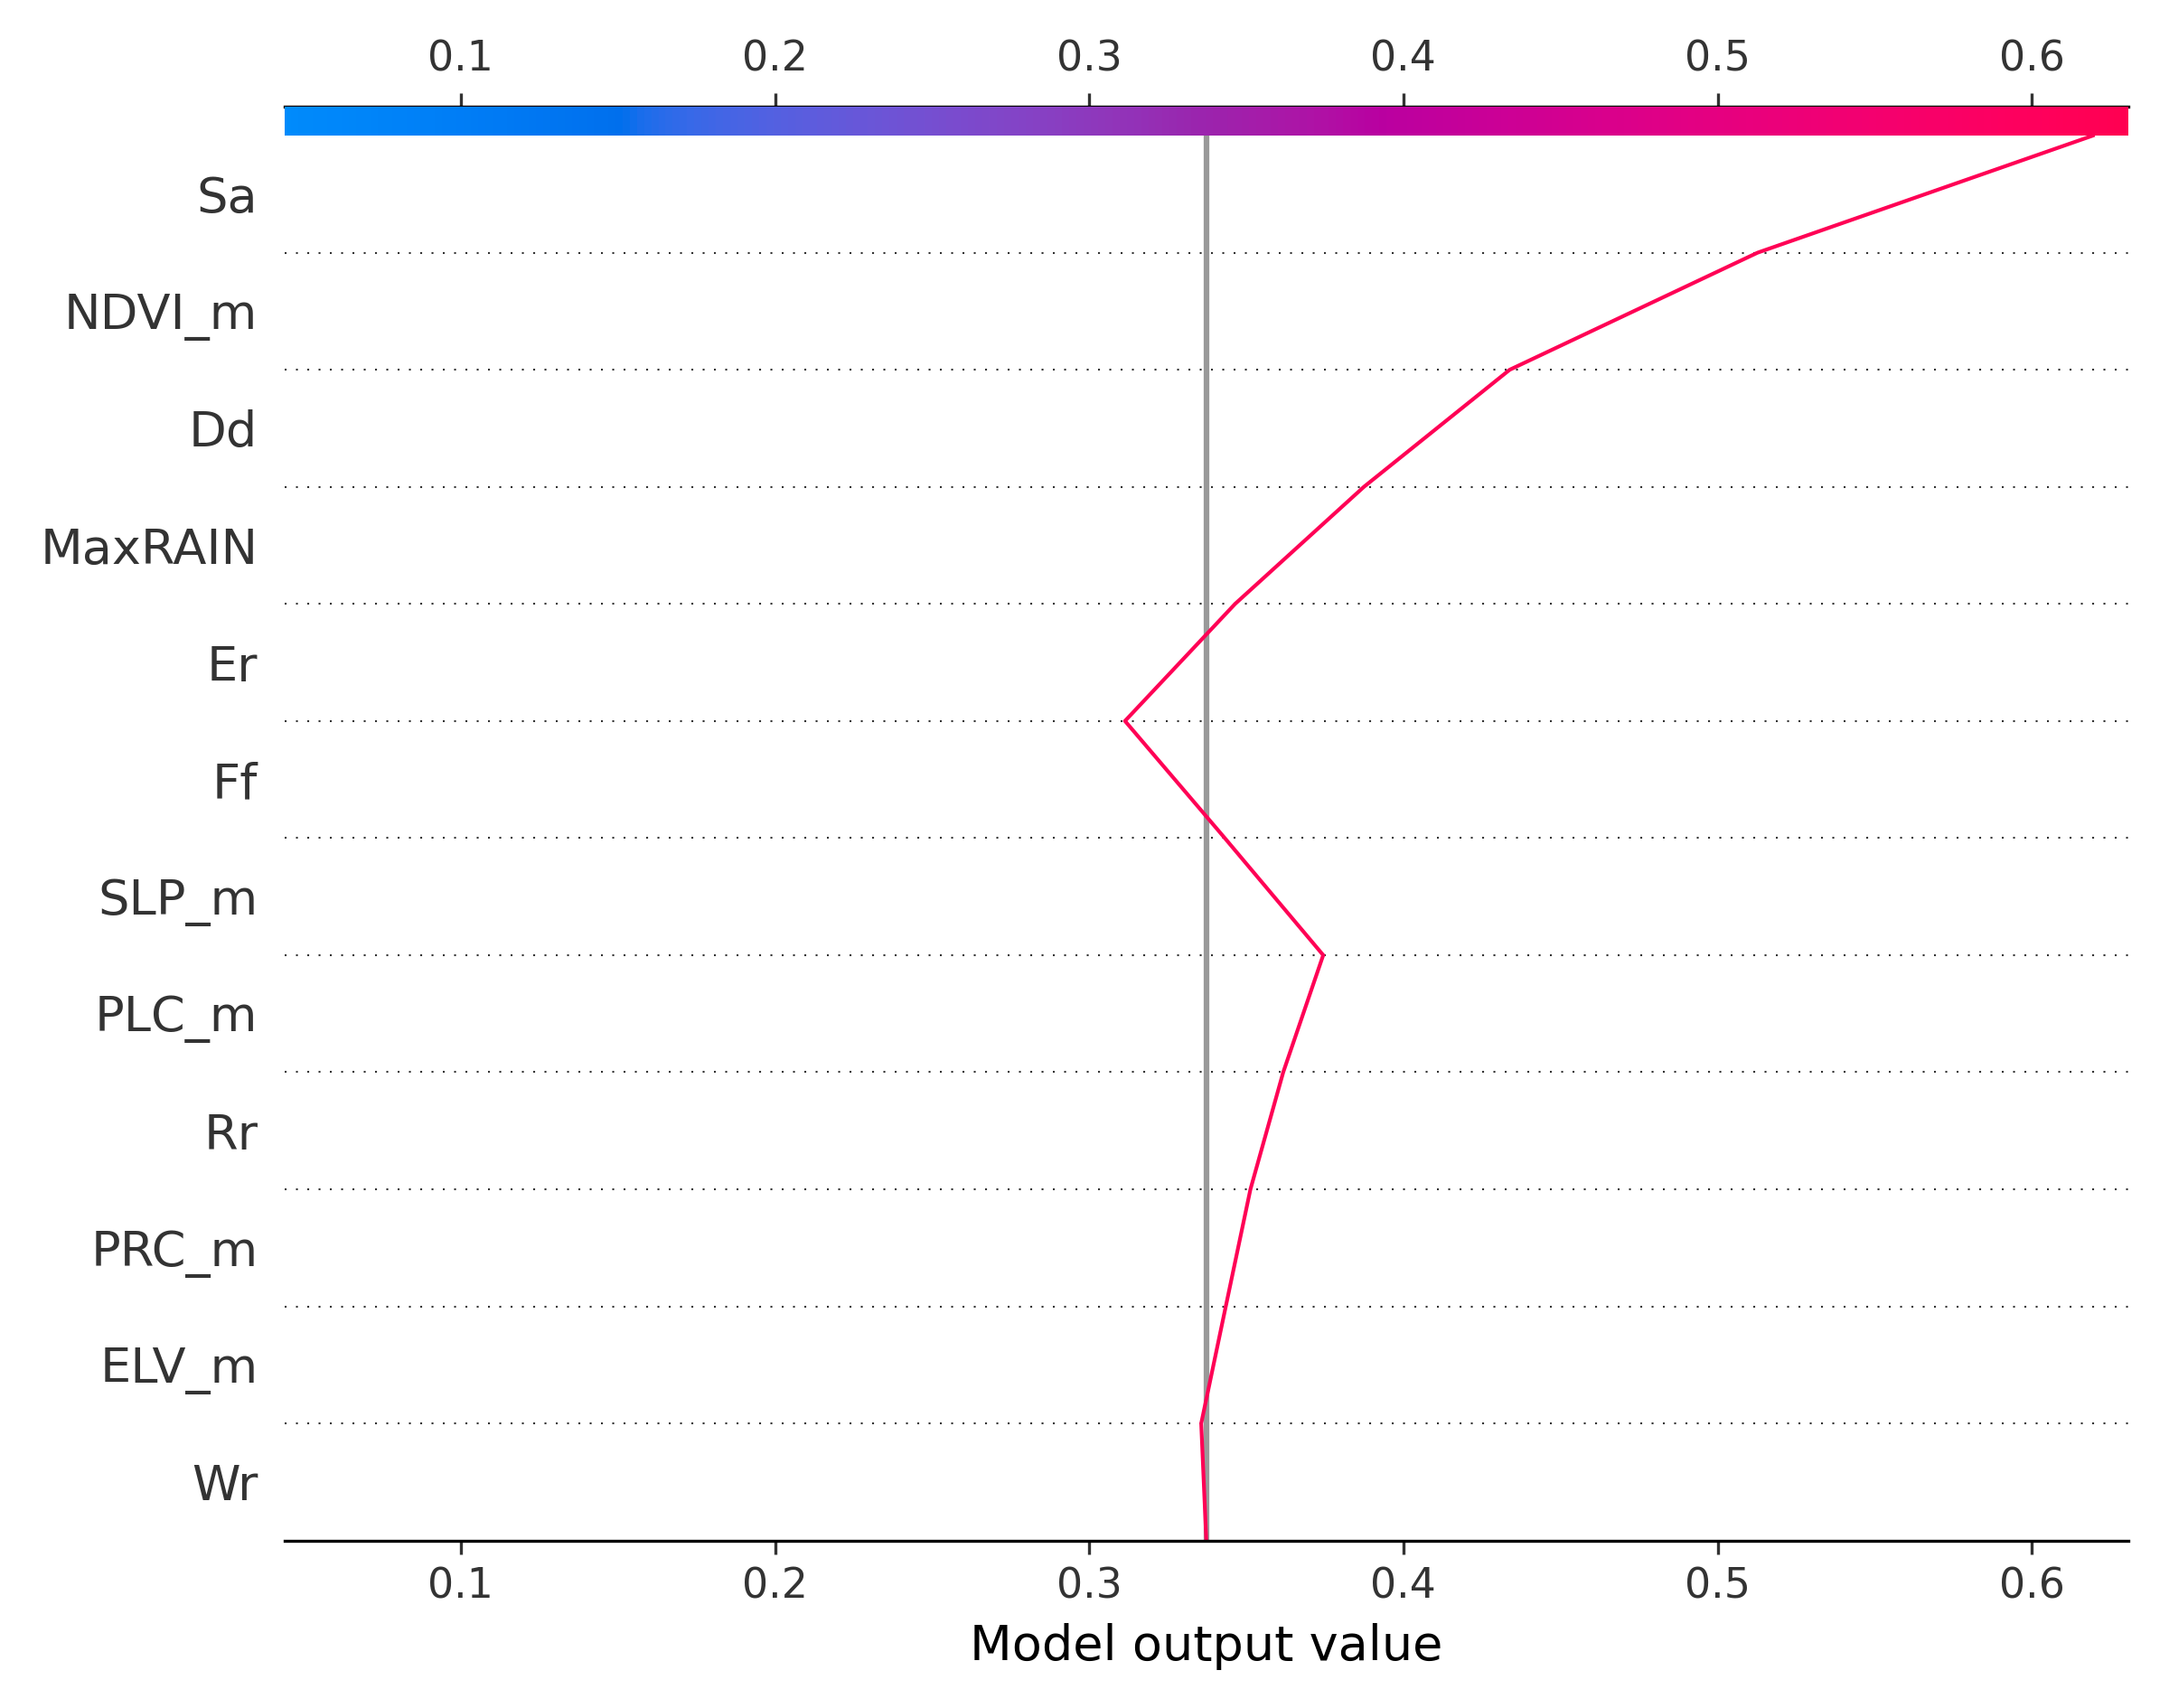 0.1 0.2 0.3 0.4 0.5 0.6
Sa
NDVI_m
Dd
MaxRAIN
Er
Ff
SLP_m
PLC_m
Rr
PRC_m
ELV_m
Wr
0.1 0.2 0.3 0.4 0.5 0.6
Model output value